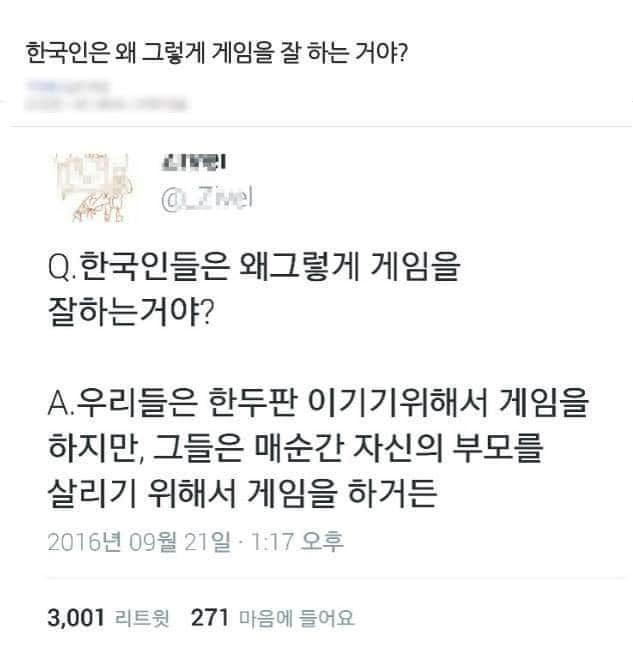 한국인은 왜 그렇게 게임을 잘 하는 거야?
Q.한국인들은 왜그렇게 게임을
잘하는거야?
A.우리들은 한두판 이기기위해서 게임을
하지만, 그들은 매순간 자신의 부모를
살리기 위해서 게임을 하거든
2016년 09월 21일 · 1:17 오후
3,001 리트윗 271 마음에 들어요